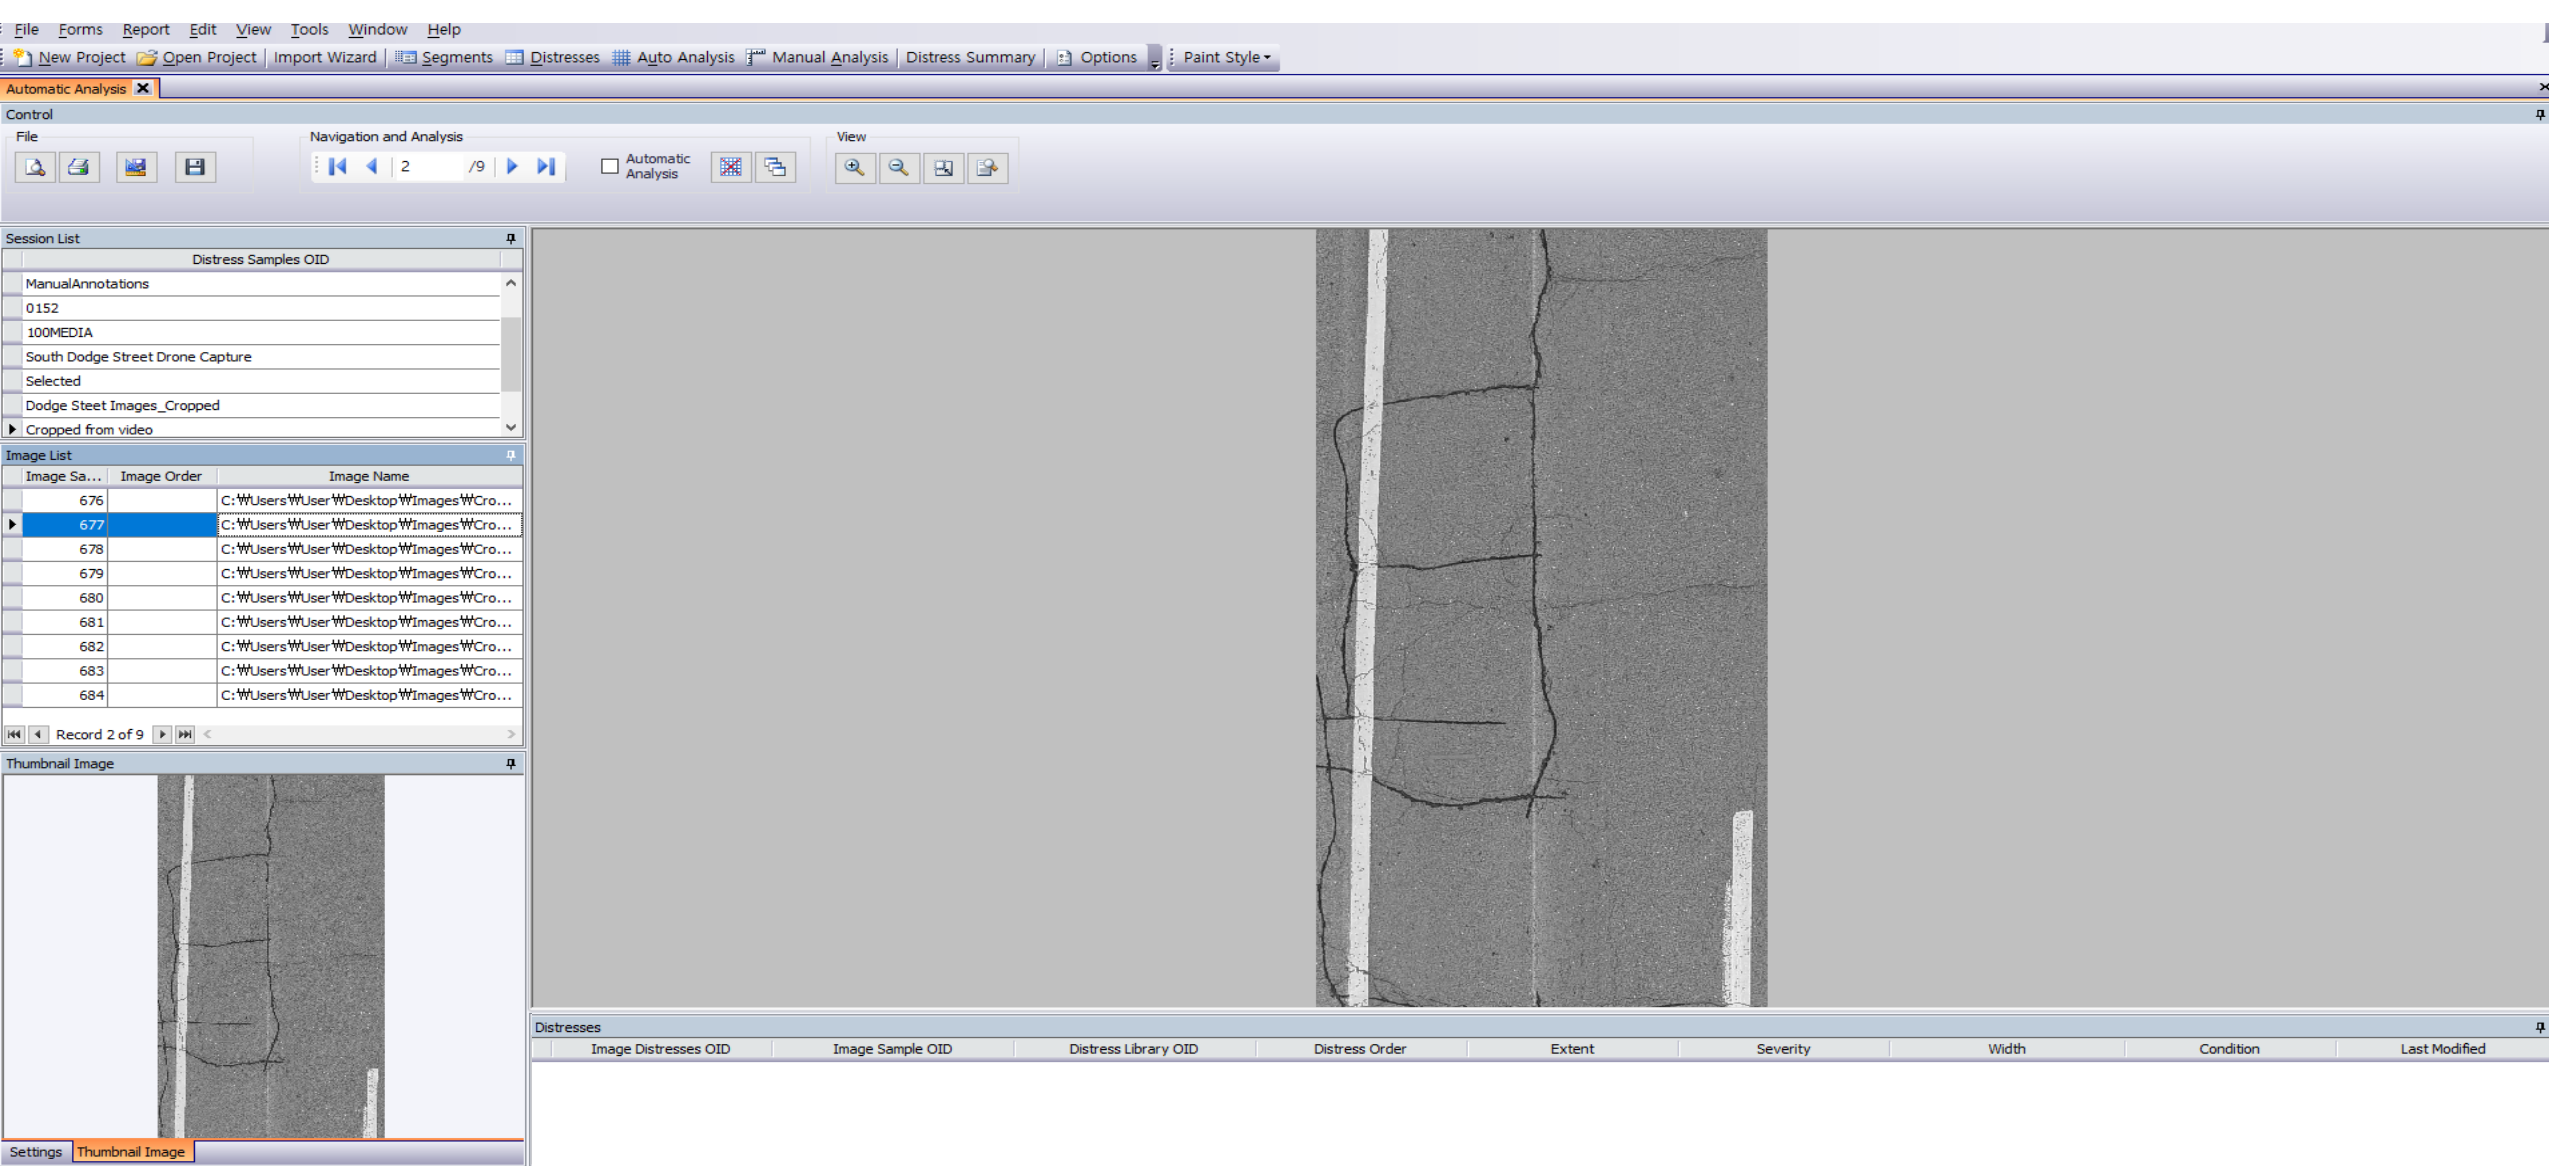 File Forms Report Edit View Tools Window Help
New Project Open Project Import Wizard Segments Distresses Auto Analysis Manual Analysis Distress Summary Options Paint Style
Automatic Analysis
Control
File Navigation and Analysis View
2 /9 Automatic Analysis
Session List
Distress Samples OID
ManualAnnotations
0152
100MEDIA
South Dodge Street Drone Capture
Selected
Dodge Steet Images_Cropped
Cropped from video
Image List
Image Sa... Image Order Image Name
676 C:₩Users₩User₩Desktop₩Images₩Cro...
677 C:₩Users₩User₩Desktop₩Images₩Cro...
678 C:₩Users₩User₩Desktop₩Images₩Cro...
679 C:₩Users₩User₩Desktop₩Images₩Cro...
680 C:₩Users₩User₩Desktop₩Images₩Cro...
681 C:₩Users₩User₩Desktop₩Images₩Cro...
682 C:₩Users₩User₩Desktop₩Images₩Cro...
683 C:₩Users₩User₩Desktop₩Images₩Cro...
684 C:₩Users₩User₩Desktop₩Images₩Cro...
Record 2 of 9
Thumbnail Image
Settings Thumbnail Image
Distresses
Image Distresses OID Image Sample OID Distress Library OID Distress Order Extent Severity Width Condition Last Modified